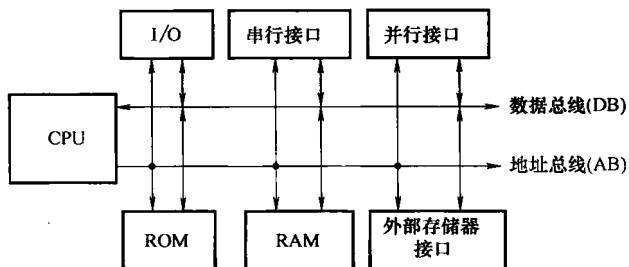 I/O
串行接口
并行接口
数据总线(DB)
CPU
地址总线(AB)
ROM
RAM
外部存储器
接口